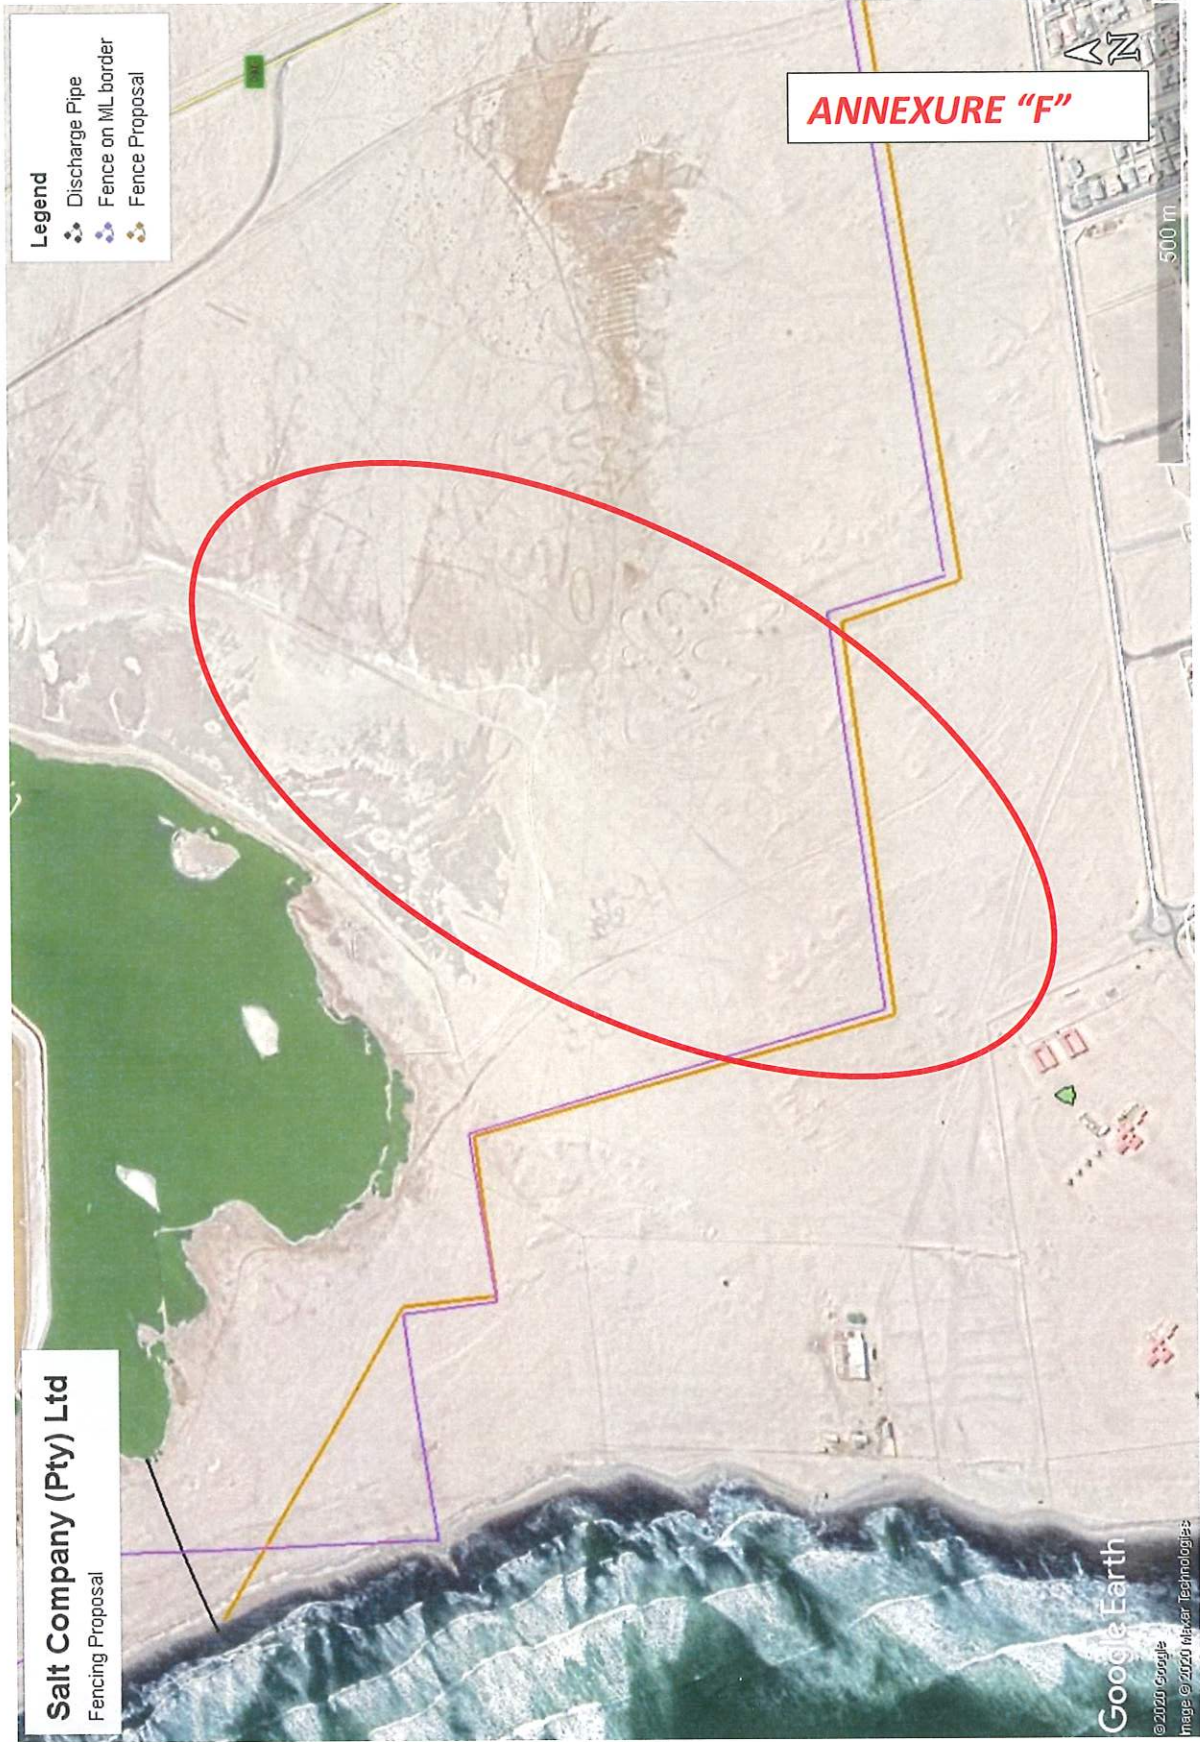 Salt Company (Pty) Ltd
Fencing Proposal
Legend
Discharge Pipe
Fence on ML border
Fence Proposal
ANNEXURE “F”
N
500 m
Google Earth
©2020 Google
Image © 2020 Maxar Technologies